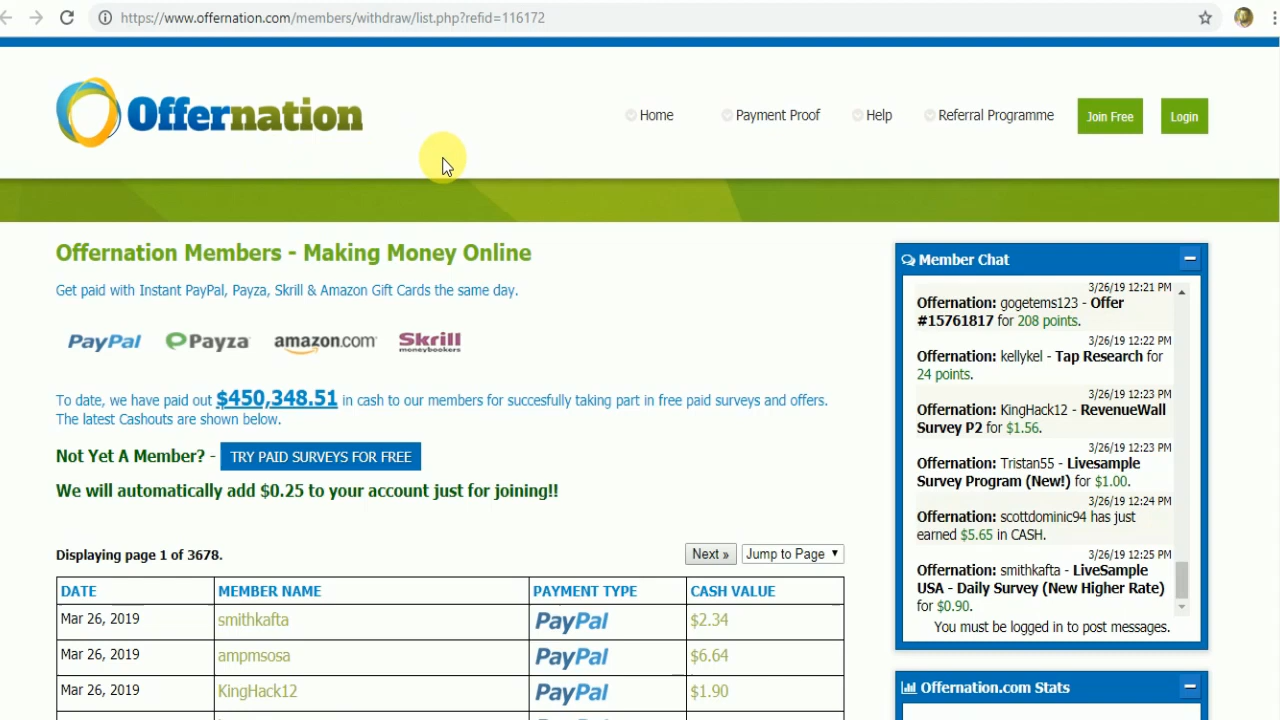 https://www.offernation.com/members/withdraw/list.php?refid=116172
Offernation
Home
Payment Proof
Help
Referral Programme
Join Free
Login
Offernation Members - Making Money Online
Get paid with Instant PayPal, Payza, Skrill & Amazon Gift Cards the same day.
PayPal Payza amazon.com Skrill
moneybookers
To date, we have paid out $450,348.51 in cash to our members for succesfully taking part in free paid surveys and offers.
The latest Cashouts are shown below.
Not Yet A Member? - TRY PAID SURVEYS FOR FREE
We will automatically add $0.25 to your account just for joining!!
Displaying page 1 of 3678.
Next »
Jump to Page
DATE MEMBER NAME PAYMENT TYPE CASH VALUE
Mar 26, 2019 smithkafta PayPal $2.34
Mar 26, 2019 ampmsosa PayPal $6.64
Mar 26, 2019 KingHack12 PayPal $1.90
Member Chat
3/26/19 12:21 PM
Offernation: gogetems123 - Offer
#15761817 for 208 points.
3/26/19 12:22 PM
Offernation: kellykel - Tap Research for
24 points.
3/26/19 12:23 PM
Offernation: KingHack12 - RevenueWall
Survey P2 for $1.56.
3/26/19 12:23 PM
Offernation: Tristan55 - Livesample
Survey Program (New!) for $1.00.
3/26/19 12:24 PM
Offernation: scottdominic94 has just
earned $5.65 in CASH.
3/26/19 12:25 PM
Offernation: smithkafta - LiveSample
USA - Daily Survey (New Higher Rate)
for $0.90.
You must be logged in to post messages.
Offernation.com Stats